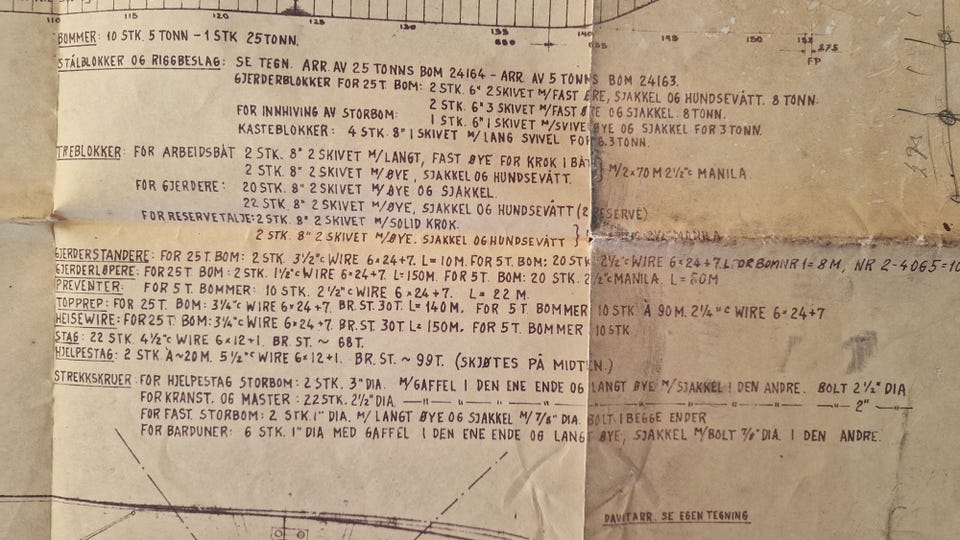 110 115 120 125 130 135 140 145 150 152
680 635 275
FP
BOMMER: 10 STK. 5 TONN – 1 STK 25 TONN.
STÅLBLOKKER OG RIGGBESLAG: SE TEGN. ARR. AV 25 TONNS BOM 24164 – ARR. AV 5 TONNS BOM 24163.
GJERDERBLOKKER FOR 25 T. BOM: 2 STK. 6" 2 SKIVET M/FAST ØRE, SJAKKEL OG HUNDSEVÅTT. 8 TONN.
2 STK. 6" 3 SKIVET M/FAST ØYE OG SJAKKEL. 8 TONN.
FOR INNHIVING AV STORBOM: 1 STK. 6" 1 SKIVET M/SVIVEL ØYE OG SJAKKEL FOR 3 TONN.
KASTEBLOKKER: 4 STK. 8" 1 SKIVET M/LANG SVIVEL FOR 3 TONN.
TREBLOKKER: FOR ARBEIDSBÅT 2 STK. 8" 2 SKIVET M/LANGT, FAST ØYE FOR KROK I BÅT
2 STK. 8" 2 SKIVET M/ØYE, SJAKKEL OG HUNDSEVÅTT. } M/2×70 M 2½"c MANILA
FOR GJERDERE: 20 STK. 8" 2 SKIVET M/ØYE OG SJAKKEL.
22 STK. 8" 2 SKIVET M/ØYE, SJAKKEL OG HUNDSEVÅTT (2 RESERVE)
FOR RESERVETALJE: 2 STK. 8" 2 SKIVET M/SOLID KROK.
2 STK. 8" 2 SKIVET M/ØYE. SJAKKEL OG HUNDSEVÅTT } MANILA
GJERDERSTANDERE: FOR 25 T. BOM: 2 STK. 3½"c WIRE 6×24+7. L= 10 M. FOR 5 T. BOM: 20 STK 2½"c WIRE 6×24+7. L FOR BOM NR 1 = 8 M, NR 2-4 OG 5 = 10
GJERDERLØPERE: FOR 25 T. BOM: 2 STK. 1½"c WIRE 6×24+7. L= 150 M. FOR 5 T. BOM: 20 STK. 2½"c MANILA. L= 50 M
PREVENTER: FOR 5 T. BOMMER: 10 STK. 2½"c WIRE 6×24+7. L= 22 M.
TOPPREP: FOR 25 T. BOM: 3¼"c WIRE 6×24+7. BR. ST. 30 T. L= 140 M, FOR 5 T. BOMMER 10 STK À 90 M. 2¼"c WIRE 6×24+7
HEISEWIRE: FOR 25 T. BOM: 3¼"c WIRE 6×24+7. BR. ST. 30 T. L= 150 M, FOR 5 T. BOMMER 10 STK
STAG: 22 STK. 4½"c WIRE 6×12+1. BR. ST. ~ 68 T.
HJELPESTAG: 2 STK. À ~20 M. 5½"c WIRE 6×12+1. BR. ST. ~ 99 T. (SKJØTES PÅ MIDTEN.)
STREKKSKRUER: FOR HJELPESTAG STORBOM: 2 STK. 3" DIA. M/GAFFEL I DEN ENE ENDE OG LANGT ØYE M/SJAKKEL I DEN ANDRE. BOLT 2½" DIA
FOR KRANST. OG MASTER: 22 STK. 2½" DIA. —"— —"— —"— —"— —"— —"— —"— —"— 2" —"—
FOR FAST. STORBOM: 2 STK. 1" DIA. M/ LANGT ØYE OG SJAKKEL M/ 7/8" DIA. BOLT I BEGGE ENDER
FOR BARDUNER: 6 STK. 1" DIA MED GAFFEL I DEN ENE ENDE OG LANGT ØYE, SJAKKEL M/BOLT 7/8" DIA. I DEN ANDRE.
DAVITARR. SE EGEN TEGNING